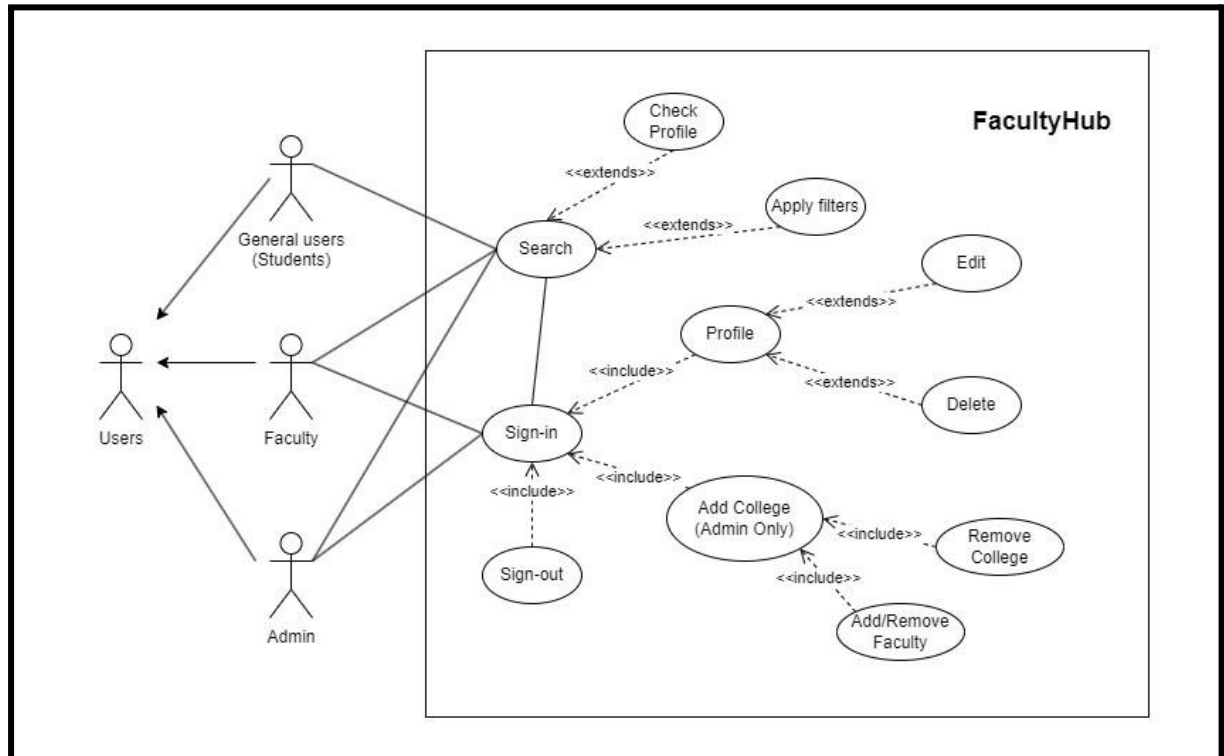 FacultyHub
Check
Profile
<<extends>>
Apply filters
<<extends>>
General users
(Students)
Search
Edit
<<extends>>
Profile
<<include>>
<<extends>>
Delete
Users
Faculty
Sign-in
<<include>>
<<include>>
Add College
(Admin Only)
<<include>>
Remove
College
Sign-out
<<include>>
Add/Remove
Faculty
Admin